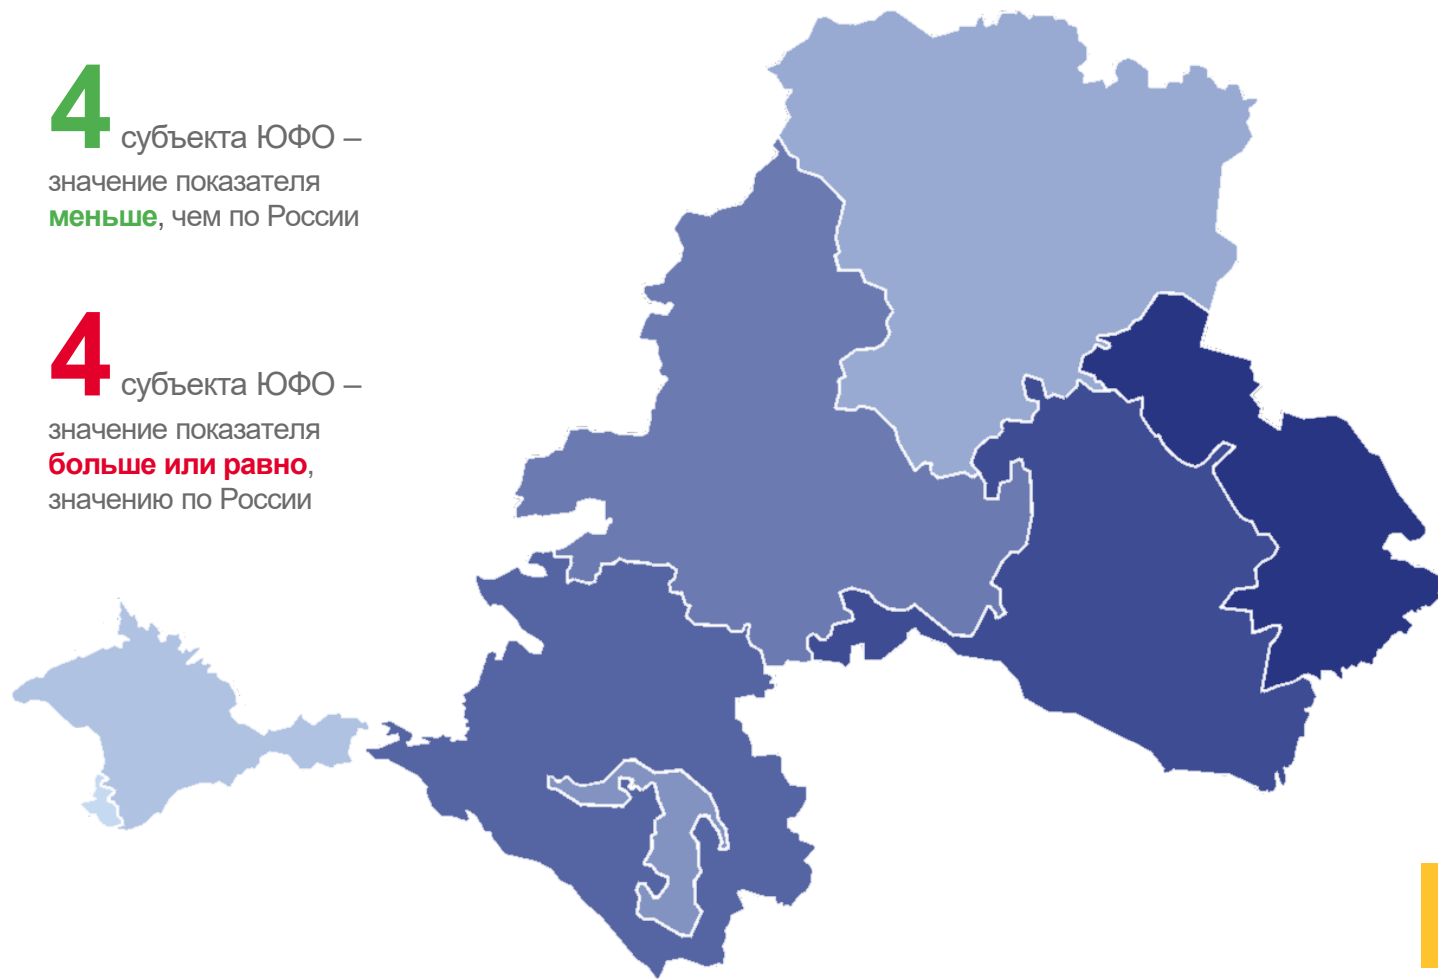 4 субъекта ЮФО –
значение показателя
меньше, чем по России
4 субъекта ЮФО –
значение показателя
больше или равно,
значению по России